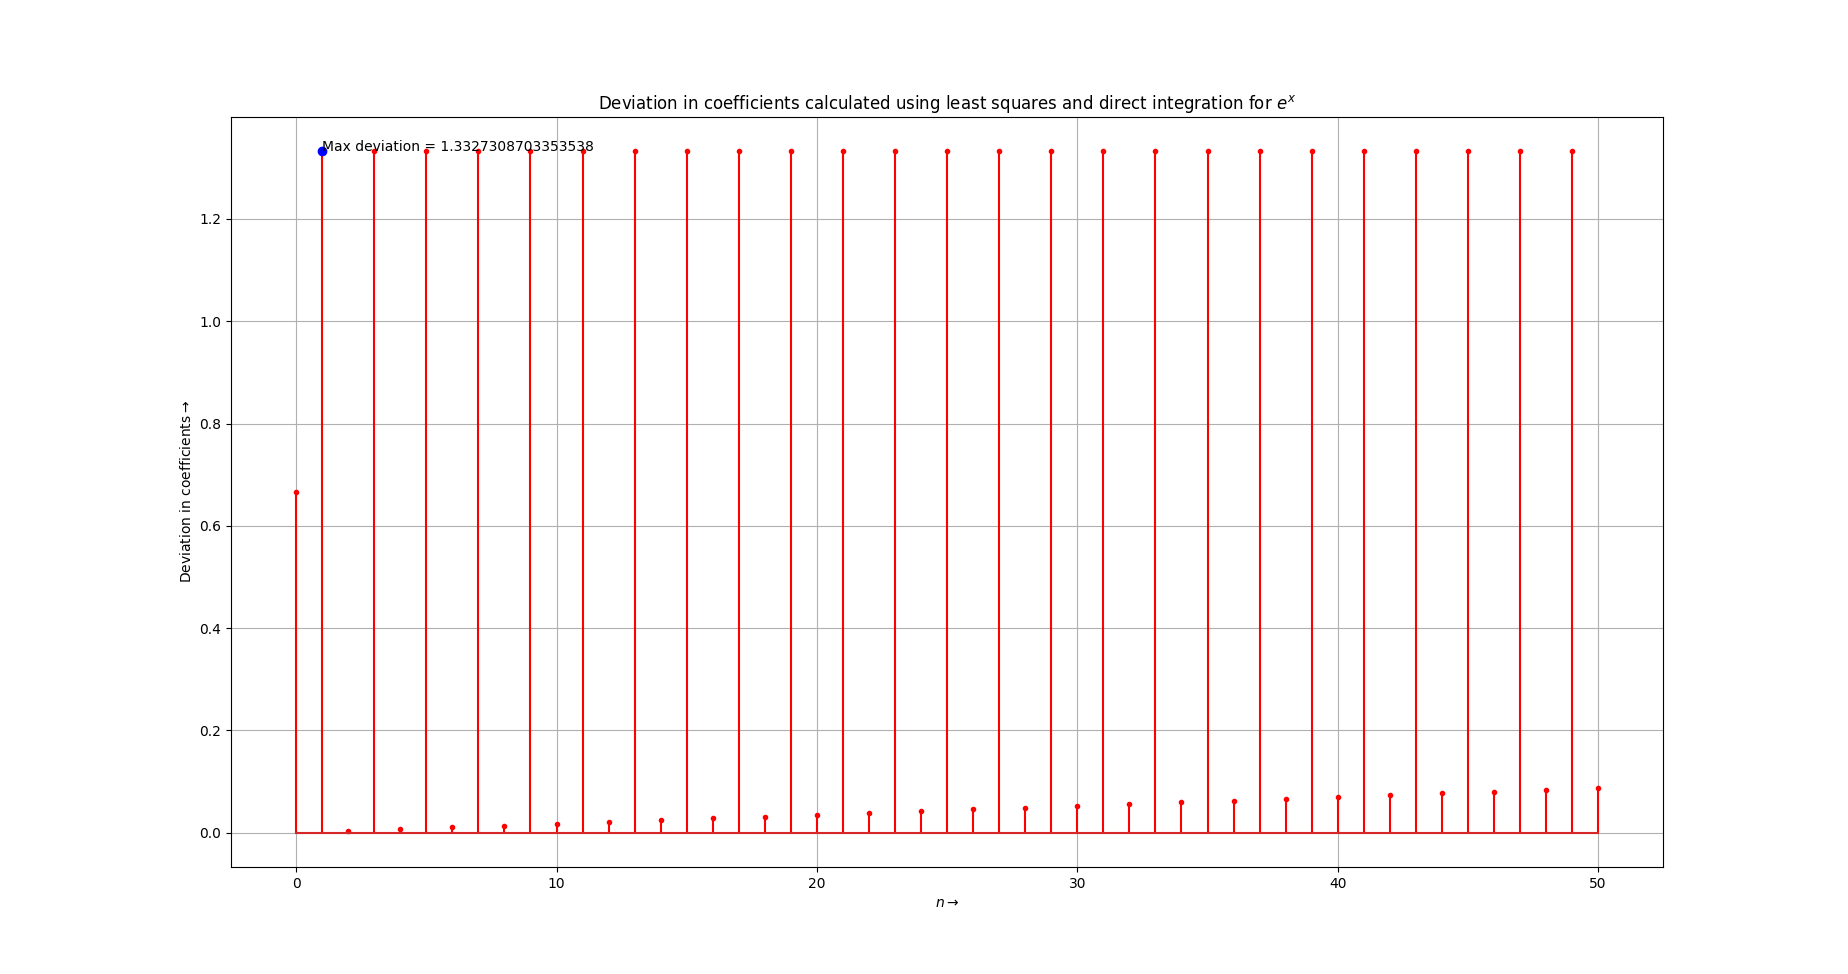 Deviation in coefficients calculated using least squares and direct integration for e^x
Max deviation = 1.3327308703353538
1.2
1.0
0.8
0.6
0.4
0.2
0.0
Deviation in coefficients→
0 10 20 30 40 50
n→